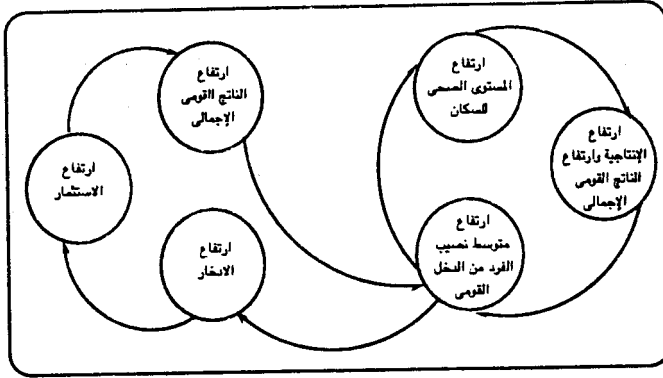 ارتفاع
المستوى الصحى
للسكان
ارتفاع
الإنتاجية وارتفاع
الناتج القومى
الإجمالى
ارتفاع
متوسط نصيب
الفرد من الدخل
القومى
ارتفاع
الناتج القومى
الإجمالى
ارتفاع
الاستثمار
ارتفاع
الادخار